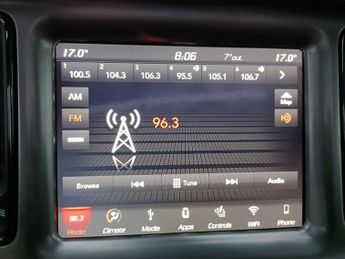 17.0° 8:06 7°out 17.0°
1 2 3 4 5 6
100.5 104.3 106.3 95.5 105.1 106.7
AM
Map
FM
96.3
Browse Tune Audio
96.3
Radio Climate Media Apps Controls WiFi Phone